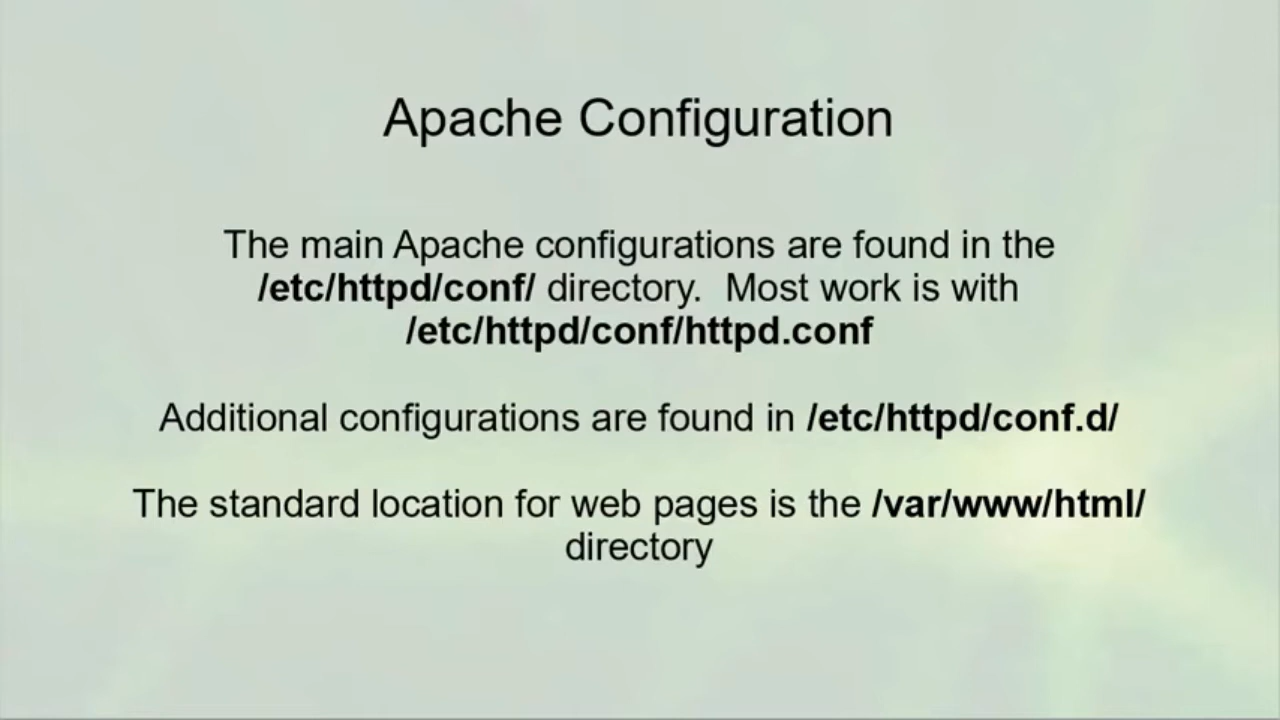 Apache Configuration
The main Apache configurations are found in the
/etc/httpd/conf/ directory.  Most work is with
/etc/httpd/conf/httpd.conf
Additional configurations are found in /etc/httpd/conf.d/
The standard location for web pages is the /var/www/html/
directory